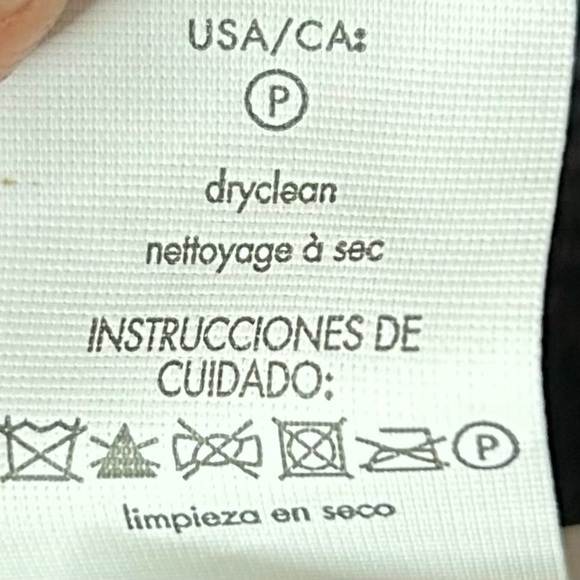 USA/CA:
P
dryclean
nettoyage à sec
INSTRUCCIONES DE
CUIDADO:
P
limpieza en seco